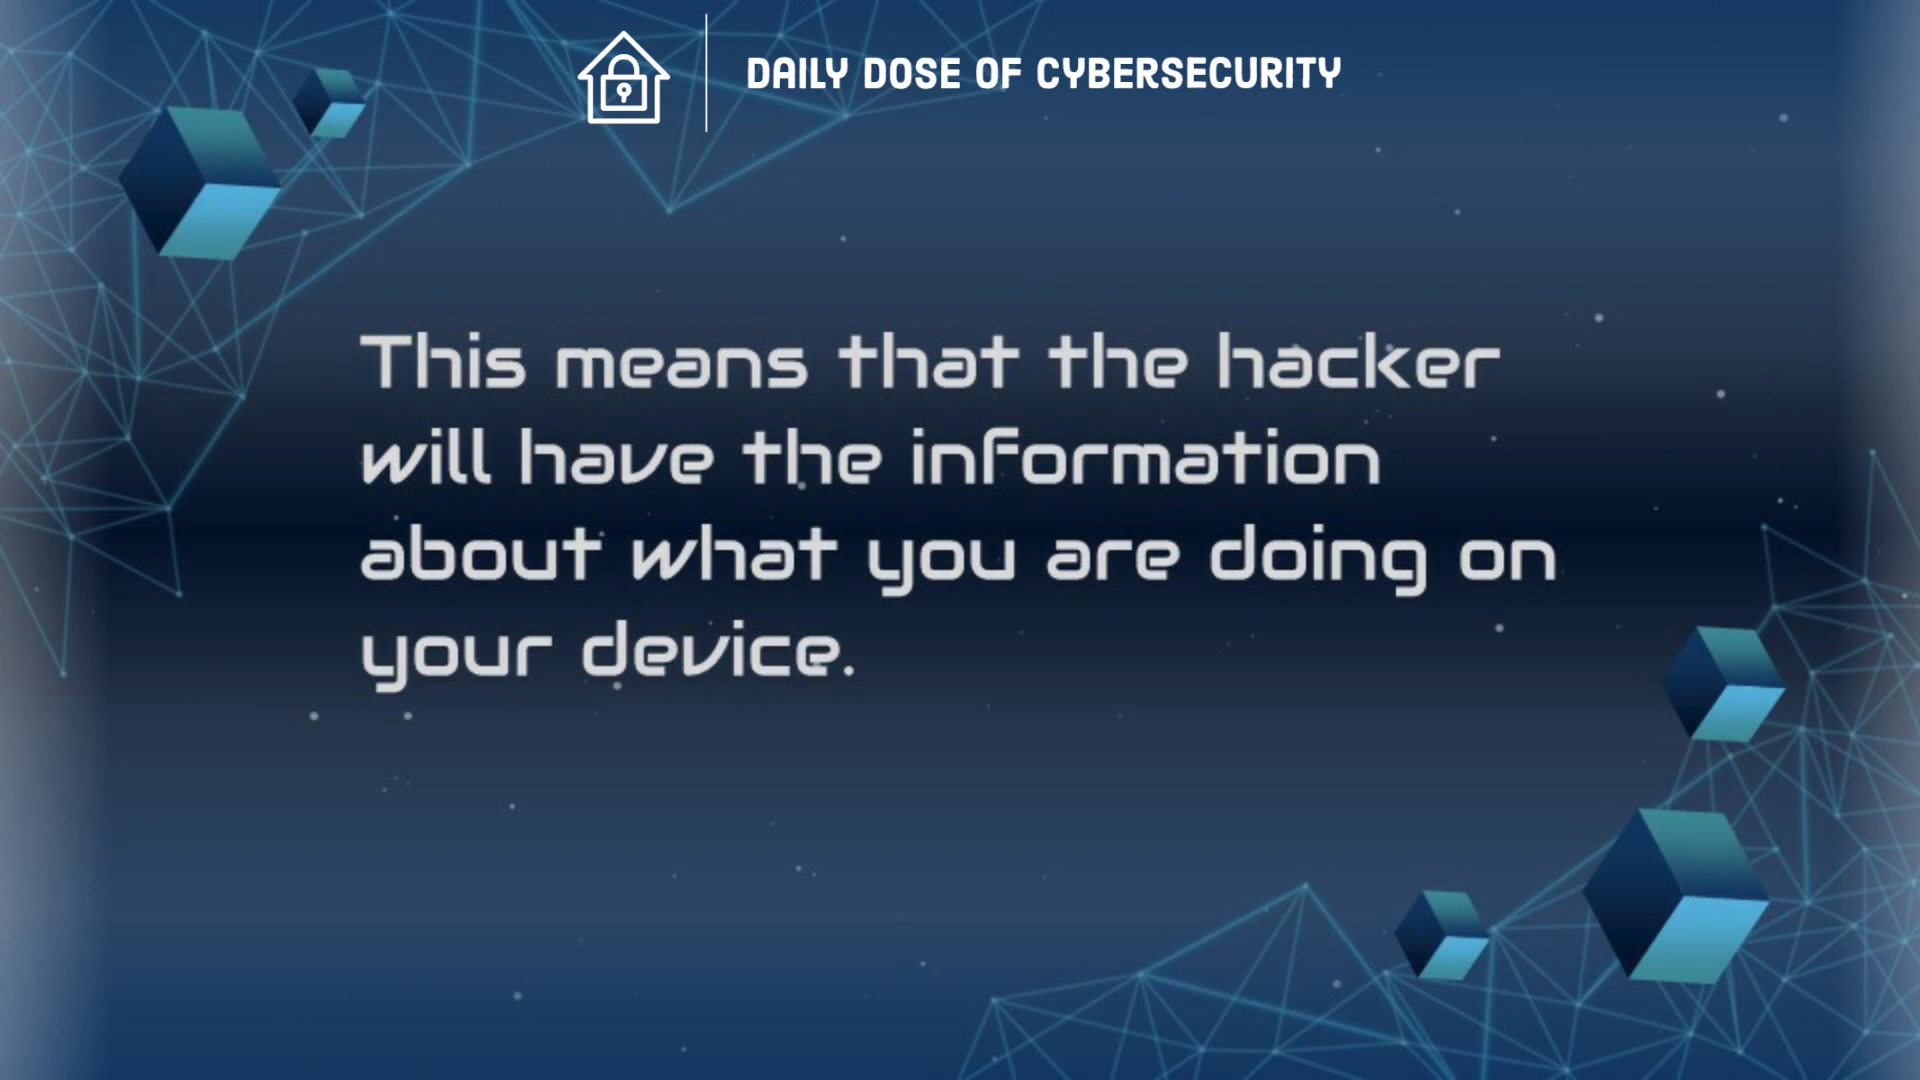 DAILY DOSE OF CYBERSECURITY
This means that the hacker
will have the information
about what you are doing on
your device.